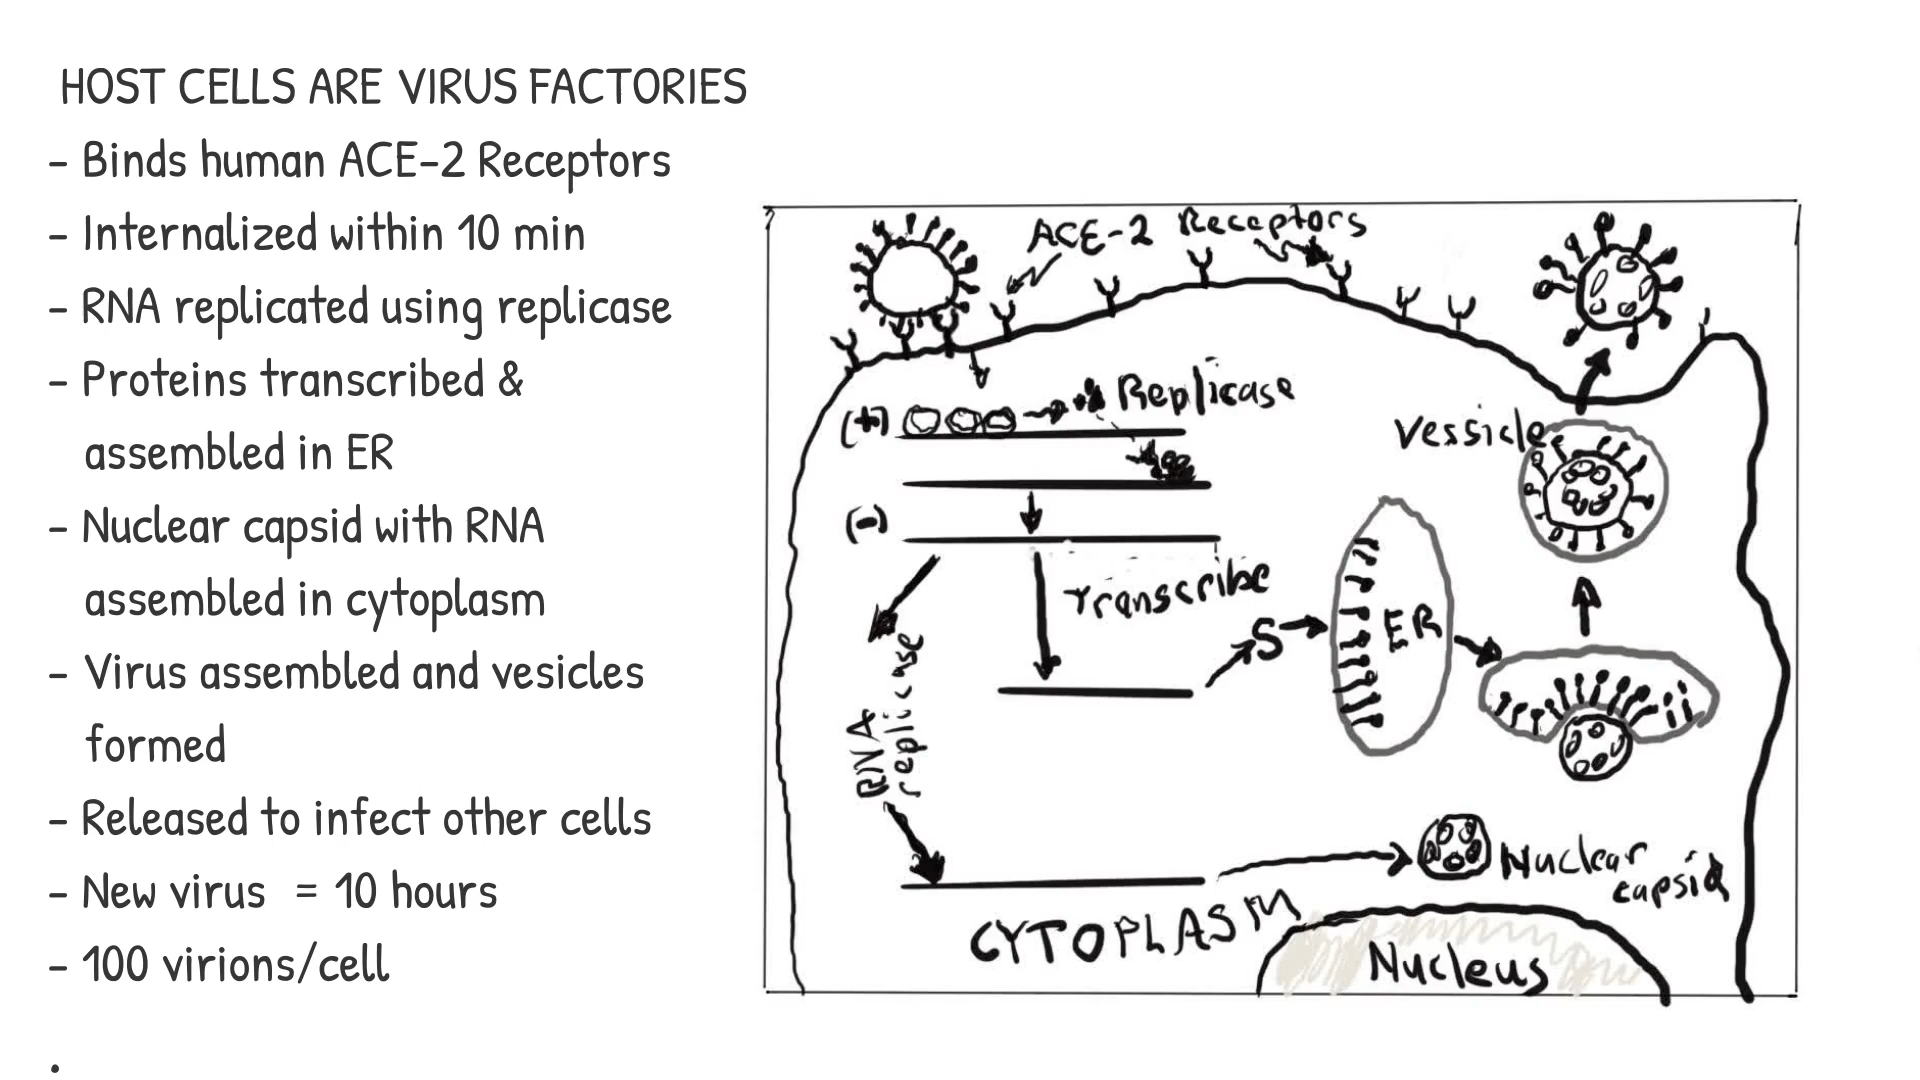 HOST CELLS ARE VIRUS FACTORIES
- Binds human ACE-2 Receptors
- Internalized within 10 min
- RNA replicated using replicase
- Proteins transcribed &
assembled in ER
- Nuclear capsid with RNA
assembled in cytoplasm
- Virus assembled and vesicles
formed
- Released to infect other cells
- New virus = 10 hours
- 100 virions/cell
.
ACE-2 Receptors
(+)
Replicase
(-)
Transcribe
S
ER
Vessicle
RNA
replicase
Nuclear
capsid
CYTOPLASM
Nucleus